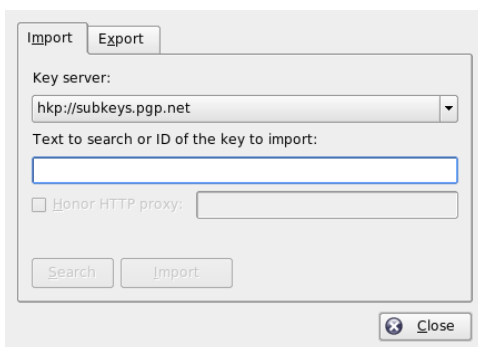 Import Export
Key server:
hkp://subkeys.pgp.net
Text to search or ID of the key to import:
Honor HTTP proxy:
Search Import
Close